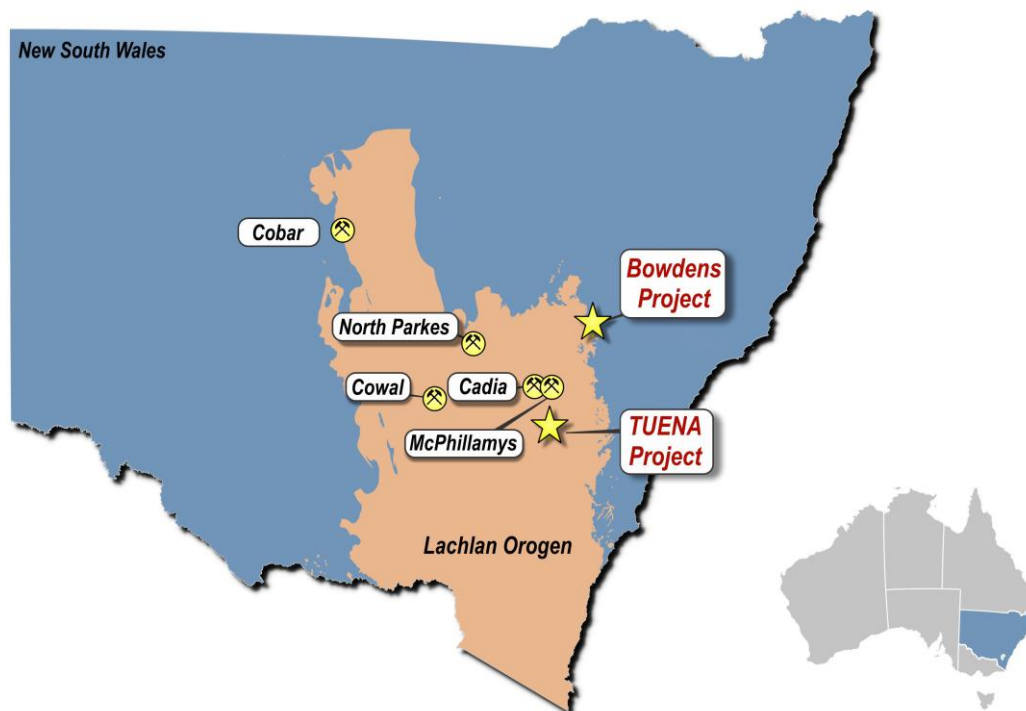 New South Wales
Cobar
Bowdens
Project
North Parkes
Cowal
Cadia
McPhillamys
TUENA
Project
Lachlan Orogen